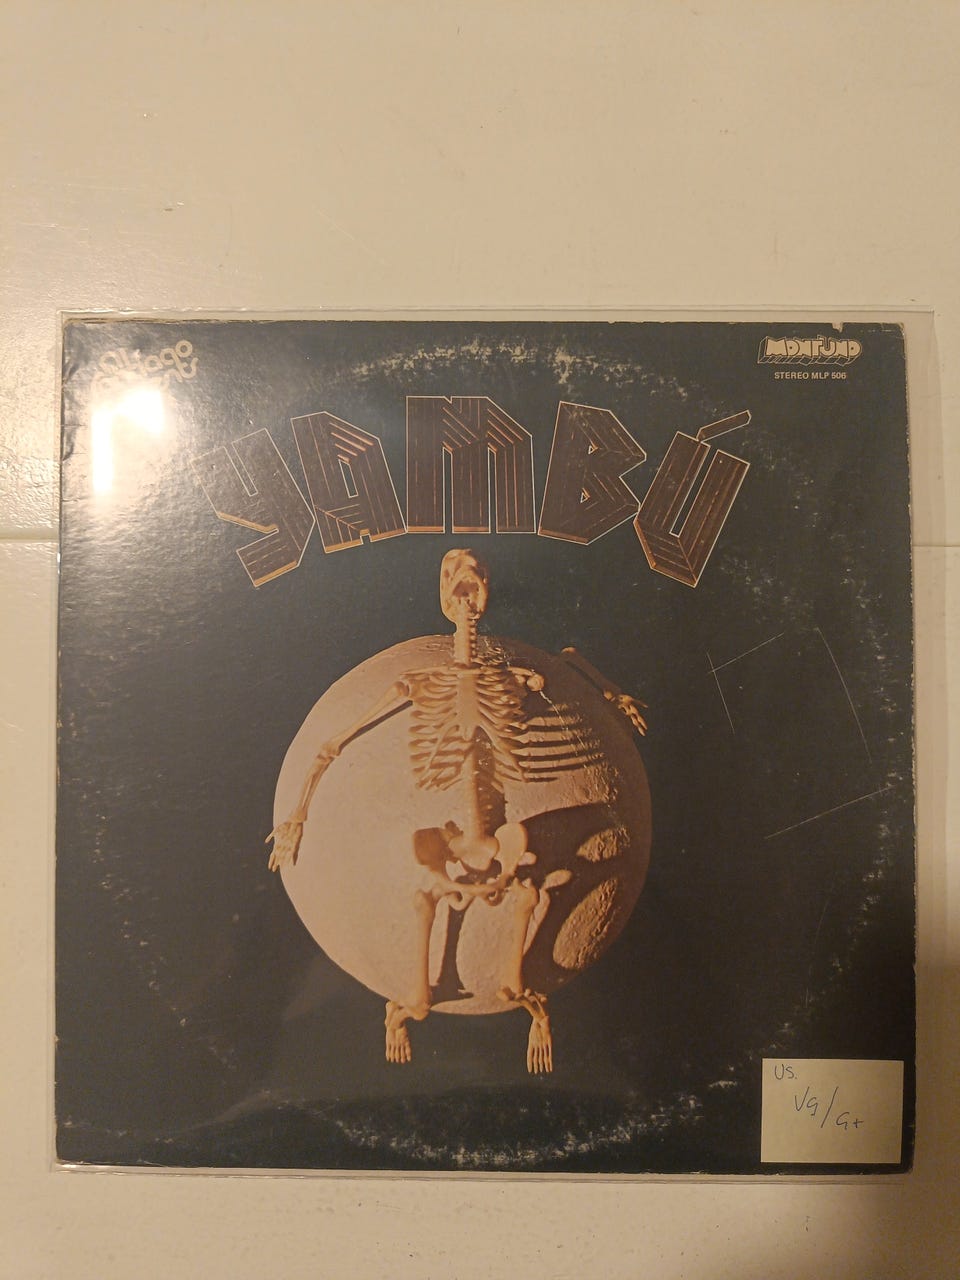 MONTUNO
STEREO MLP 506
YAMBÚ
US.
VG/G+